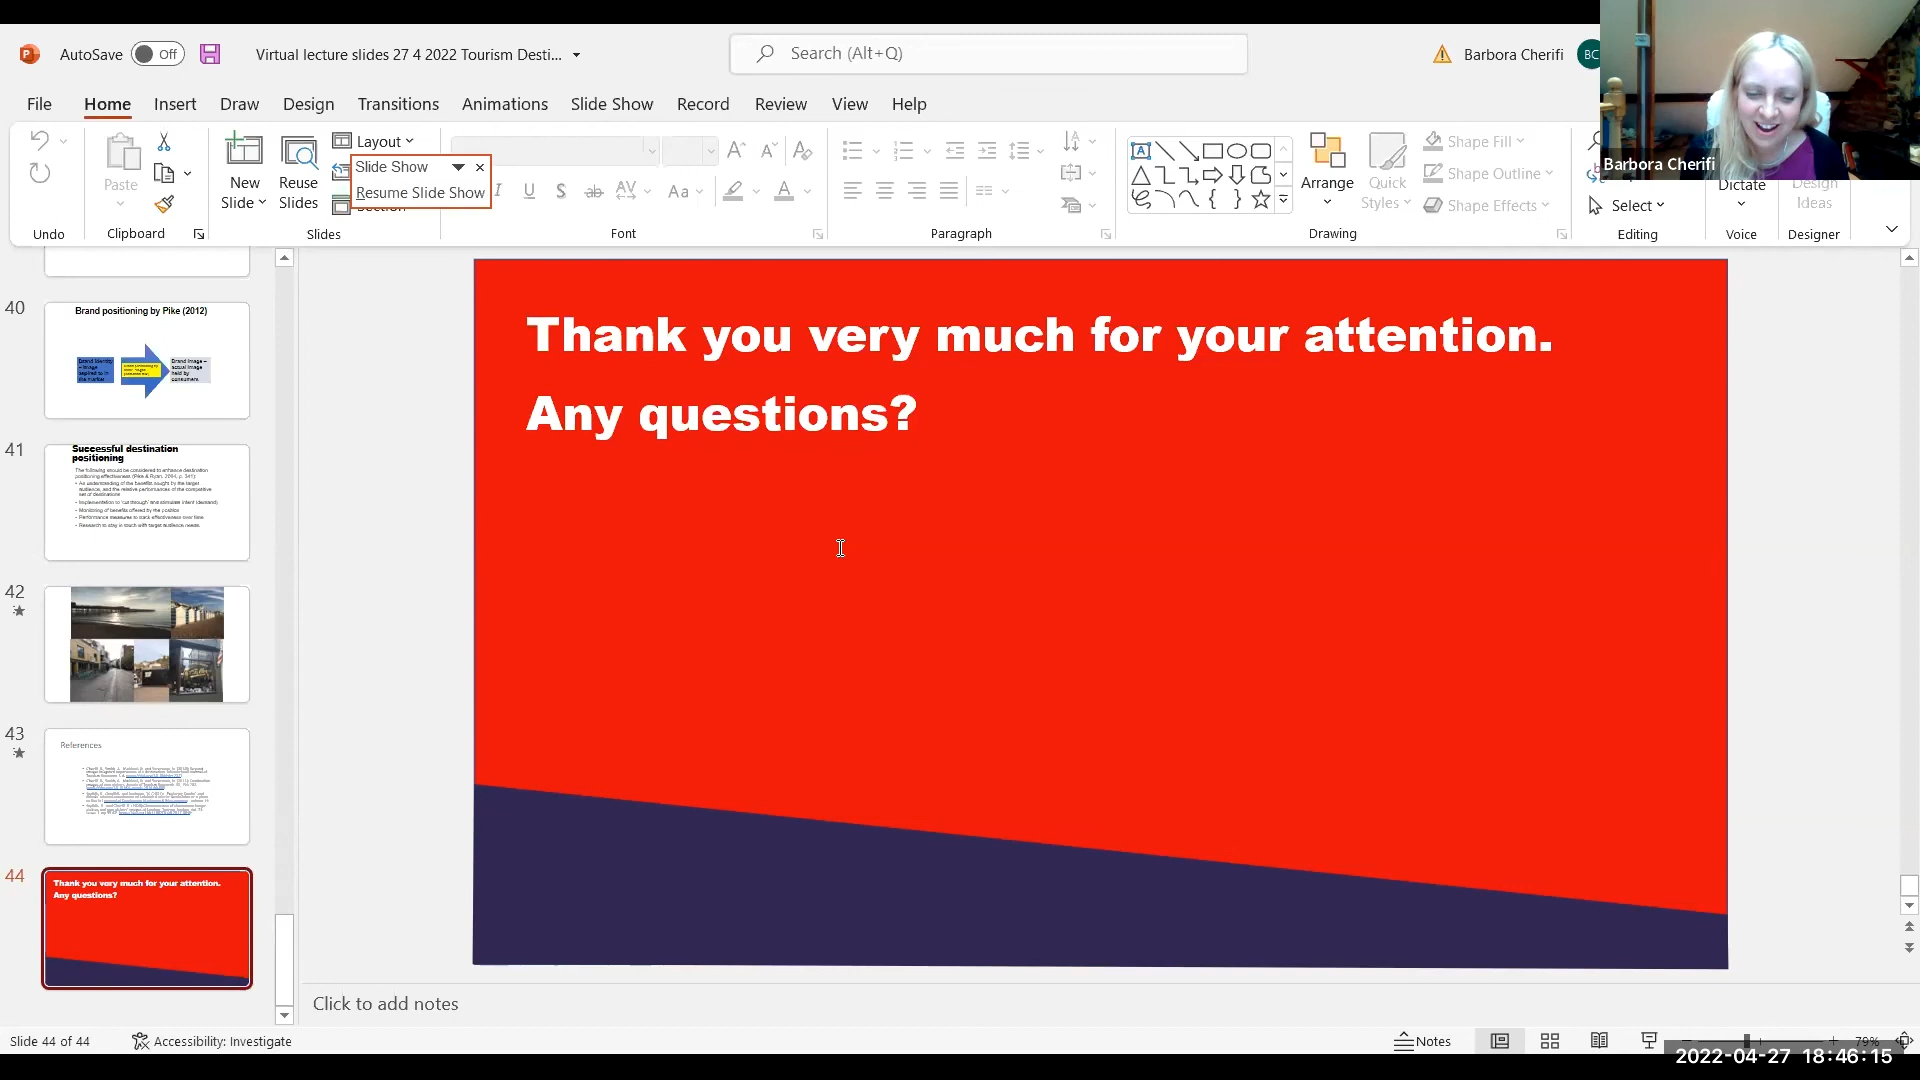 AutoSave Off Virtual lecture slides 27 4 2022 Tourism Desti... Search (Alt+Q) Barbora Cherifi BC
File Home Insert Draw Design Transitions Animations Slide Show Record Review View Help
Barbora Cherifi
Paste
New Slide
Reuse Slides
Layout
Slide Show
Resume Slide Show
Section
Arrange
Quick Styles
Shape Fill
Shape Outline
Shape Effects
Select
Dictate
Design Ideas
Undo Clipboard Slides Font Paragraph Drawing Editing Voice Designer
40
Brand positioning by Pike (2012)
41
Successful destination
positioning
42
43
References
44
Thank you very much for your attention.
Any questions?
Thank you very much for your attention.
Any questions?
Click to add notes
Slide 44 of 44 Accessibility: Investigate Notes 79%
2022-04-27 18:46:15